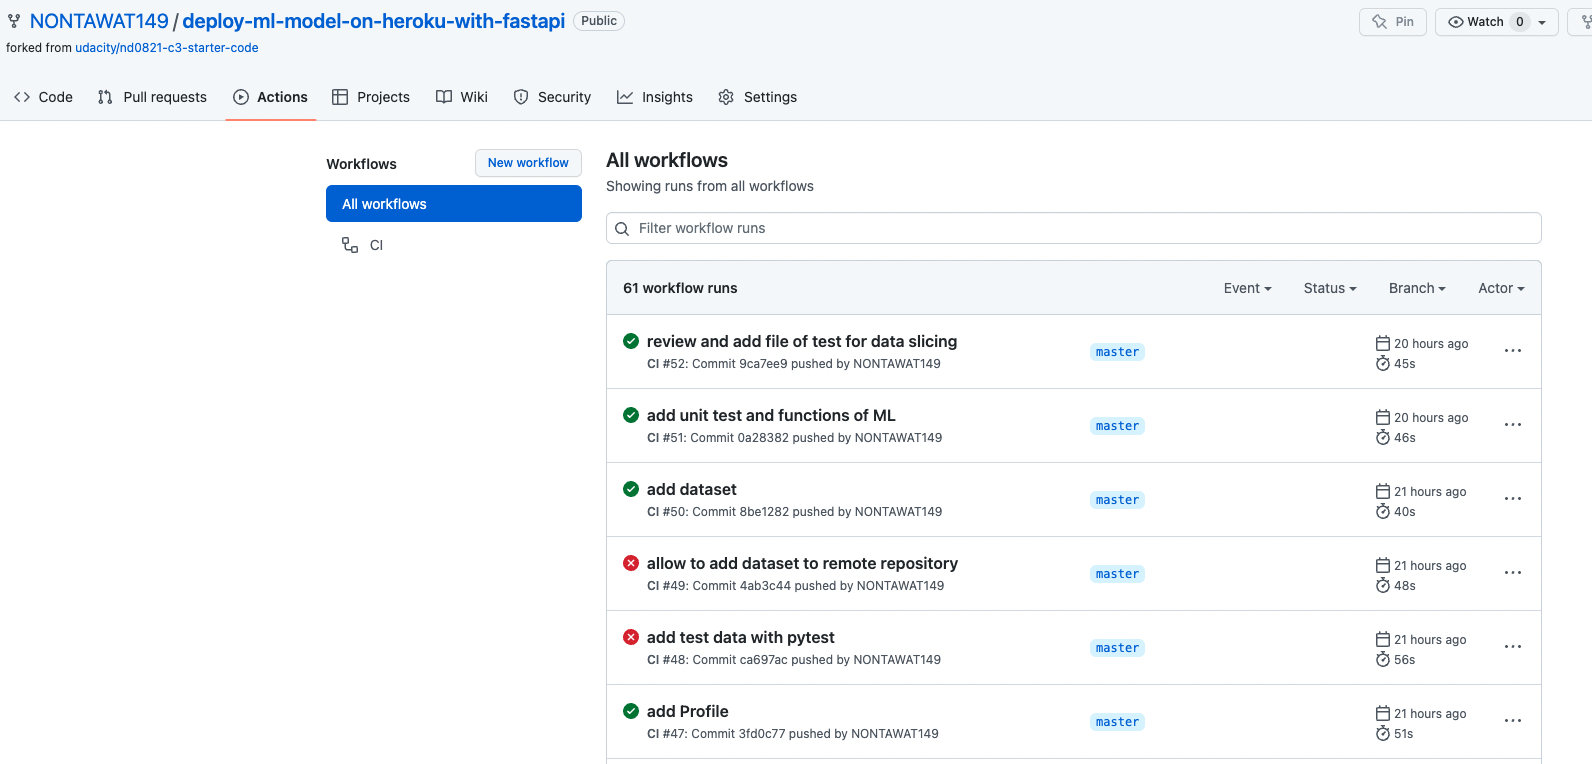 NONTAWAT149 / deploy-ml-model-on-heroku-with-fastapi Public
Pin
Watch 0
forked from udacity/nd0821-c3-starter-code
Code Pull requests Actions Projects Wiki Security Insights Settings
Workflows
New workflow
All workflows
CI
All workflows
Showing runs from all workflows
Filter workflow runs
61 workflow runs
Event Status Branch Actor
review and add file of test for data slicing
CI #52: Commit 9ca7ee9 pushed by NONTAWAT149
master
20 hours ago
45s
add unit test and functions of ML
CI #51: Commit 0a28382 pushed by NONTAWAT149
master
20 hours ago
46s
add dataset
CI #50: Commit 8be1282 pushed by NONTAWAT149
master
21 hours ago
40s
allow to add dataset to remote repository
CI #49: Commit 4ab3c44 pushed by NONTAWAT149
master
21 hours ago
48s
add test data with pytest
CI #48: Commit ca697ac pushed by NONTAWAT149
master
21 hours ago
56s
add Profile
CI #47: Commit 3fd0c77 pushed by NONTAWAT149
master
21 hours ago
51s